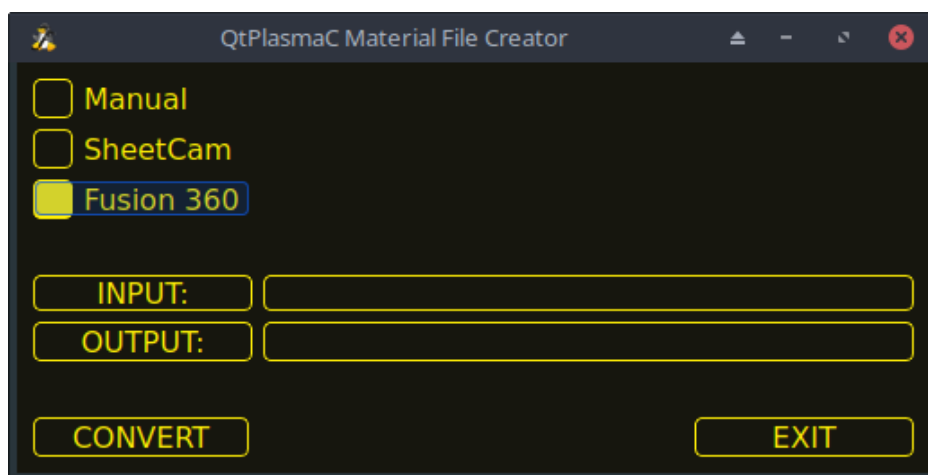 QtPlasmaC Material File Creator
Manual
SheetCam
Fusion 360
INPUT:
OUTPUT:
CONVERT EXIT